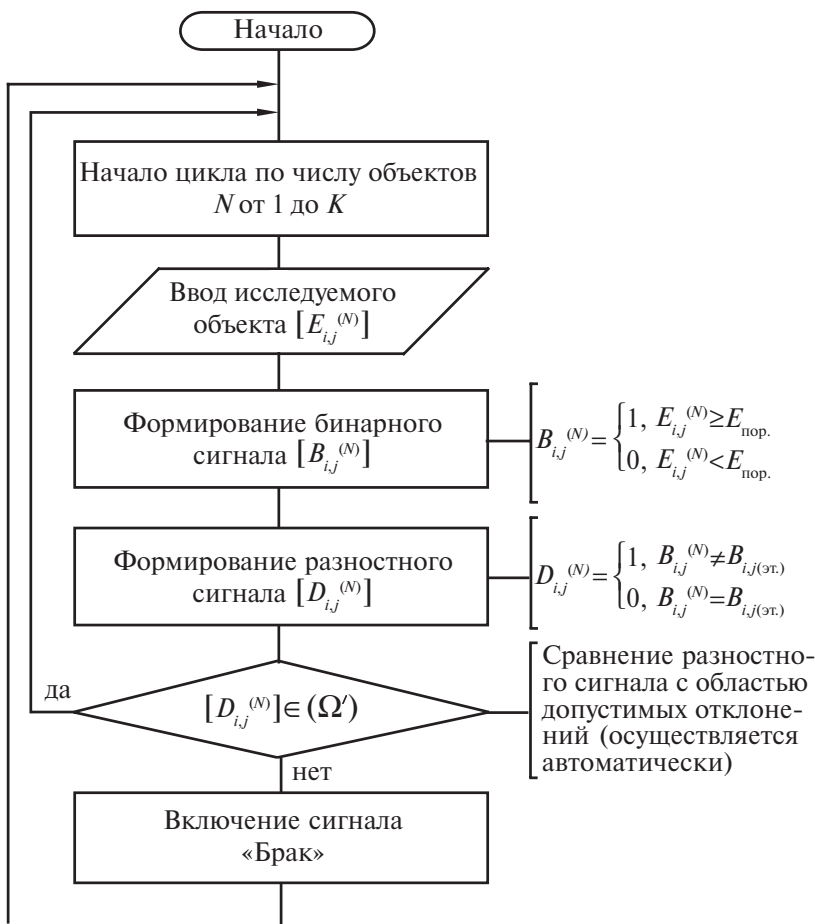 Начало
Начало цикла по числу объектов
N от 1 до K
Ввод исследуемого
объекта [E_{i,j}^{(N)}]
Формирование бинарного
сигнала [B_{i,j}^{(N)}]
B_{i,j}^{(N)}={1, E_{i,j}^{(N)}≥E_{пор.}
0, E_{i,j}^{(N)}<E_{пор.}
Формирование разностного
сигнала [D_{i,j}^{(N)}]
D_{i,j}^{(N)}={1, B_{i,j}^{(N)}≠B_{i,j(эт.)}
0, B_{i,j}^{(N)}=B_{i,j(эт.)}
да
[D_{i,j}^{(N)}]∈(Ω′)
Сравнение разностно-
го сигнала с областью
допустимых отклоне-
ний (осуществляется
автоматически)
нет
Включение сигнала
«Брак»